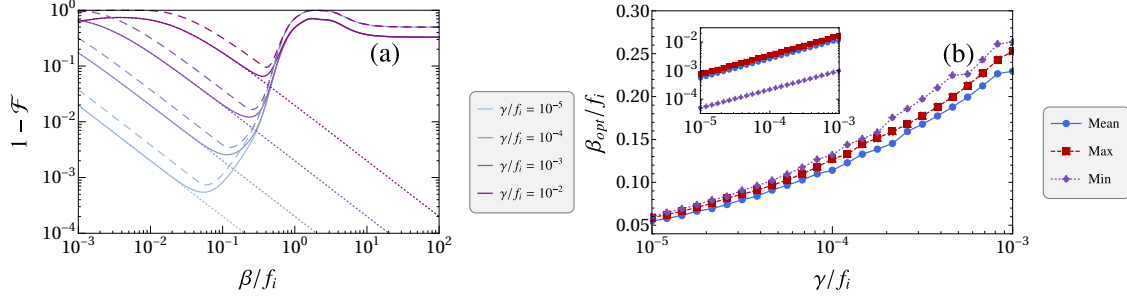 10^0
10^-1
10^-2
10^-3
10^-4
1 − ℱ
10^-3
10^-2
10^-1
10^0
10^1
10^2
β/f_i
(a)
γ/f_i = 10^-5
γ/f_i = 10^-4
γ/f_i = 10^-3
γ/f_i = 10^-2
0.30
0.25
0.20
0.15
0.10
0.05
β_opt/f_i
10^-2
10^-3
10^-4
10^-5
10^-4
10^-3
(b)
10^-5
10^-4
10^-3
γ/f_i
Mean
Max
Min